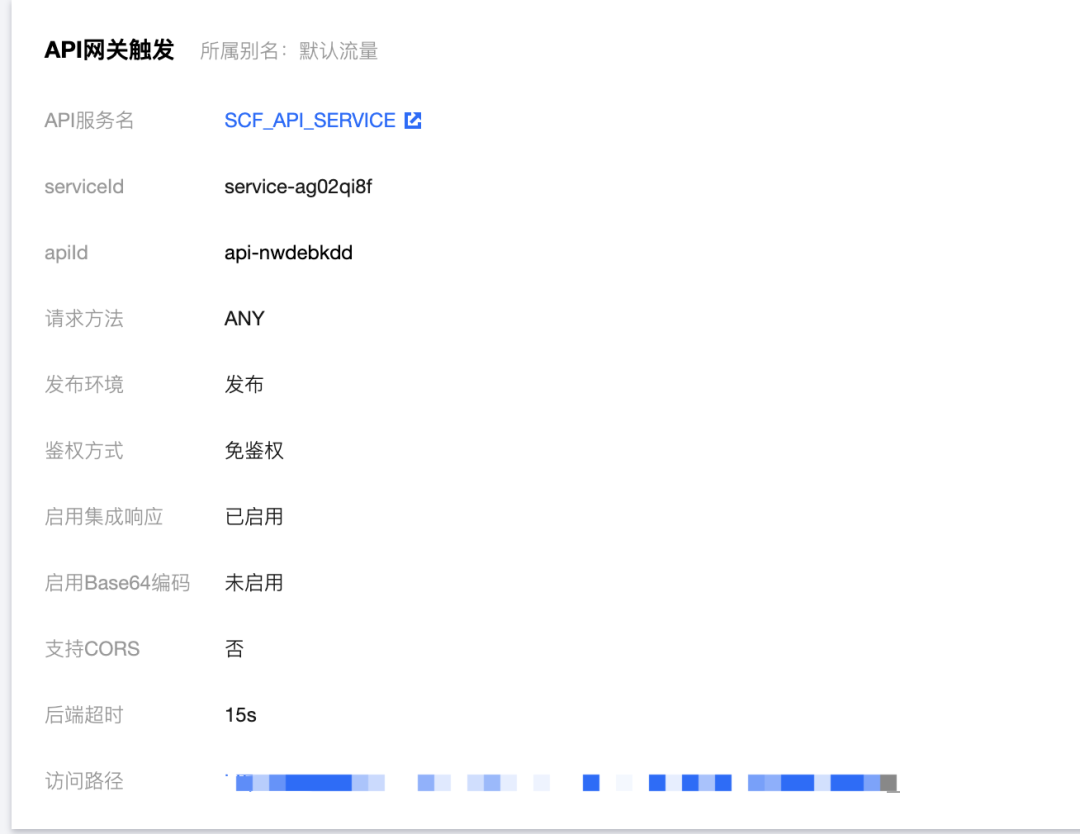 API网关触发 所属别名：默认流量
API服务名 SCF_API_SERVICE
serviceId service-ag02qi8f
apiId api-nwdebkdd
请求方法 ANY
发布环境 发布
鉴权方式 免鉴权
启用集成响应 已启用
启用Base64编码 未启用
支持CORS 否
后端超时 15s
访问路径